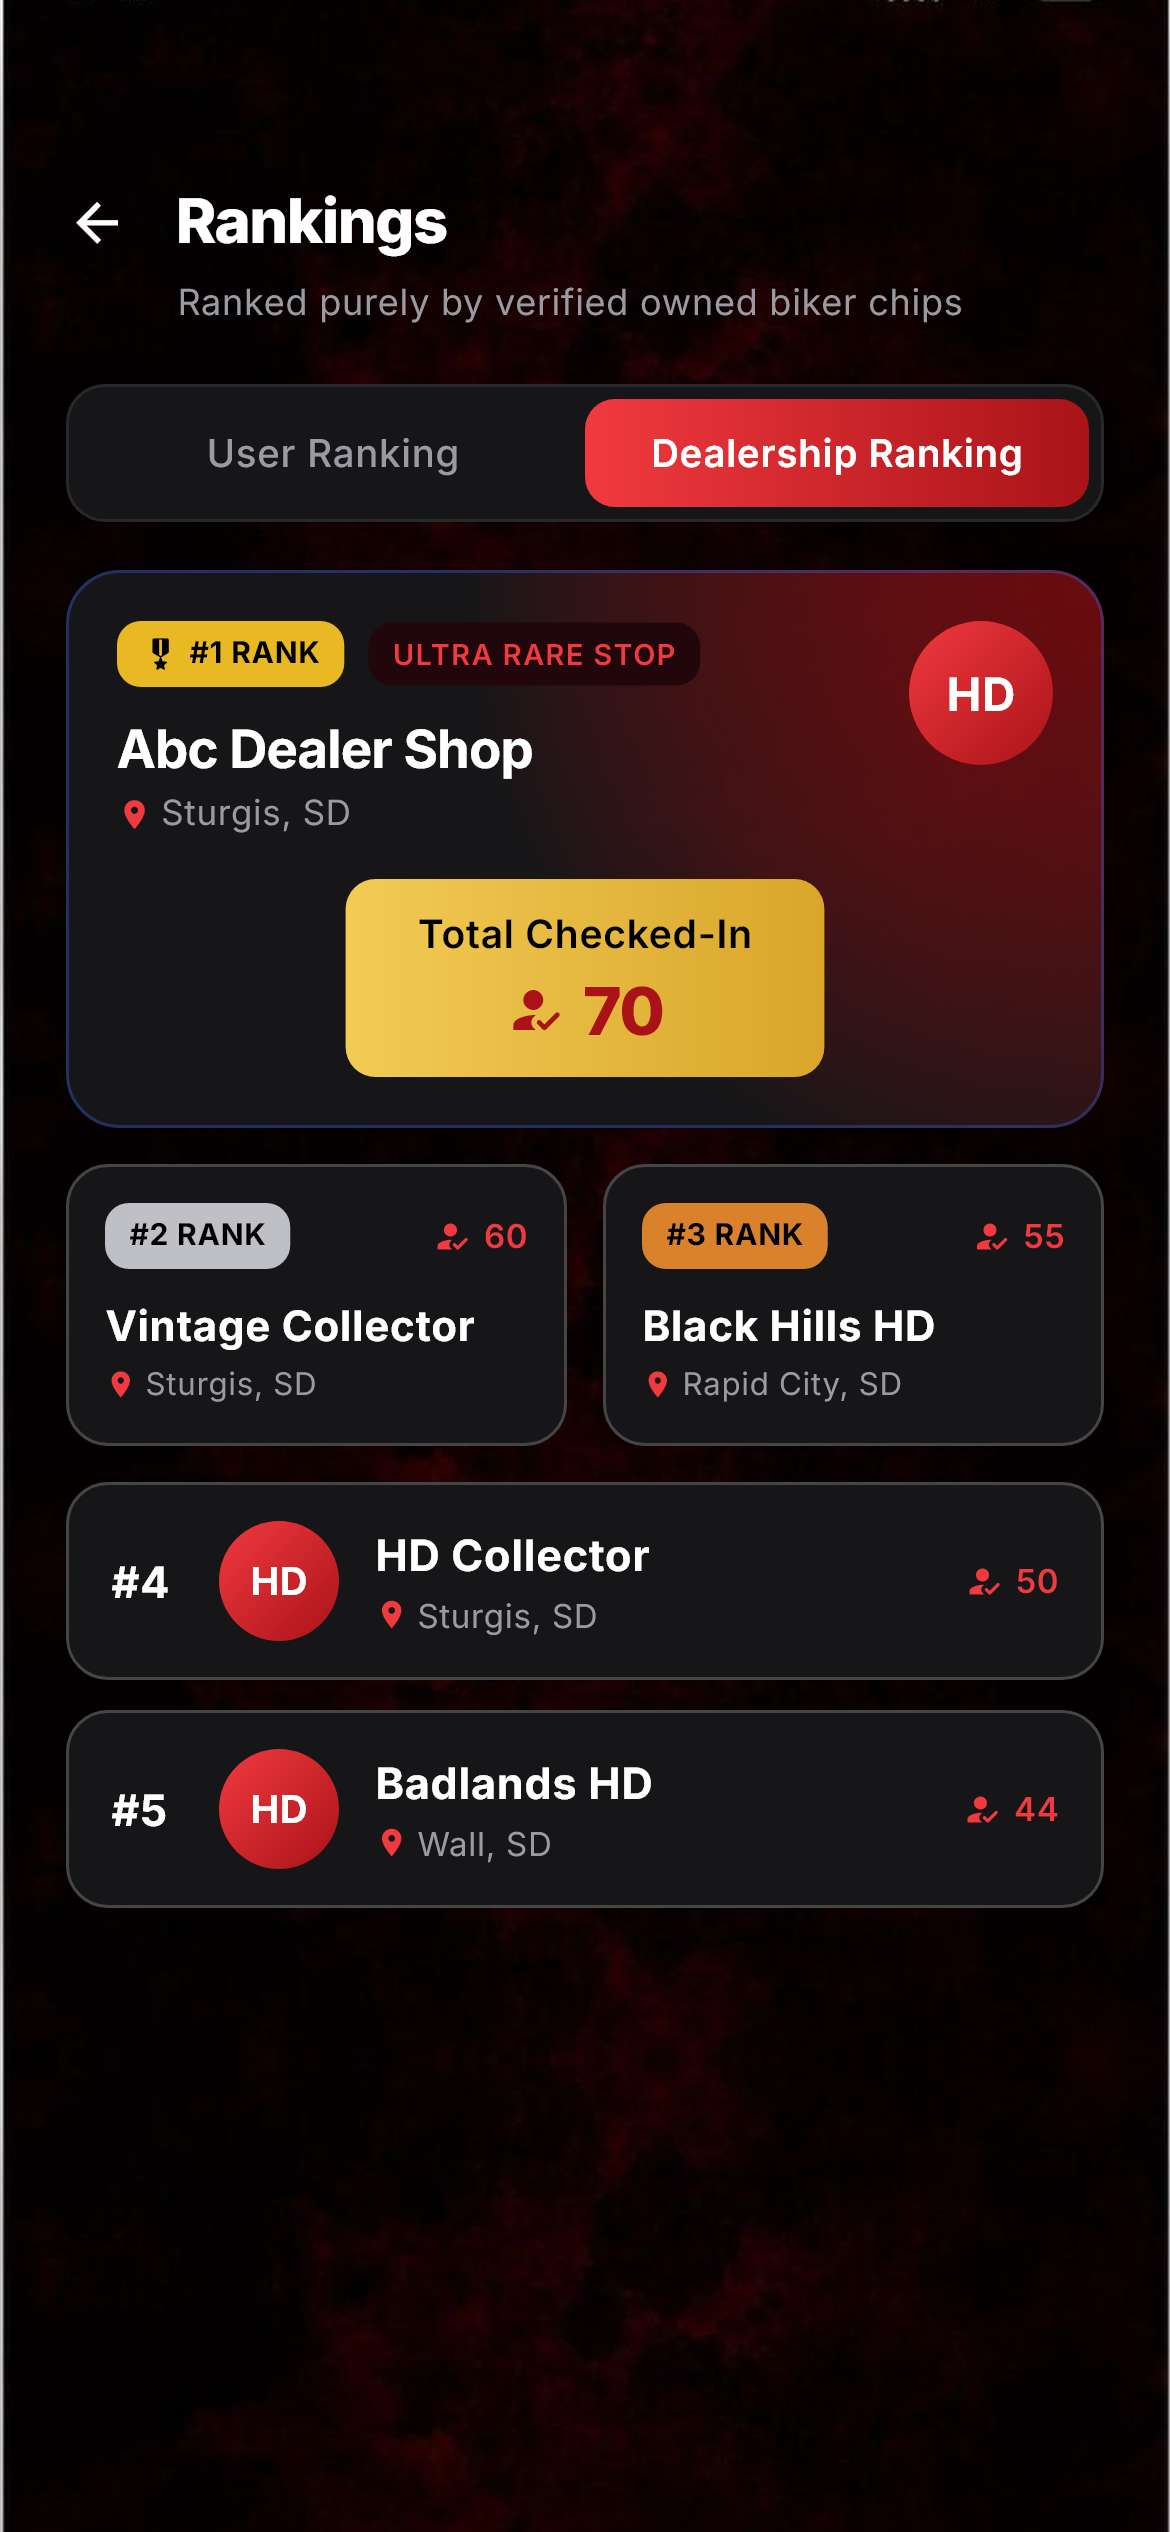 Rankings
Ranked purely by verified owned biker chips
User Ranking
Dealership Ranking
#1 RANK
ULTRA RARE STOP
HD
Abc Dealer Shop
Sturgis, SD
Total Checked-In
70
#2 RANK
60
Vintage Collector
Sturgis, SD
#3 RANK
55
Black Hills HD
Rapid City, SD
#4
HD
HD Collector
Sturgis, SD
50
#5
HD
Badlands HD
Wall, SD
44